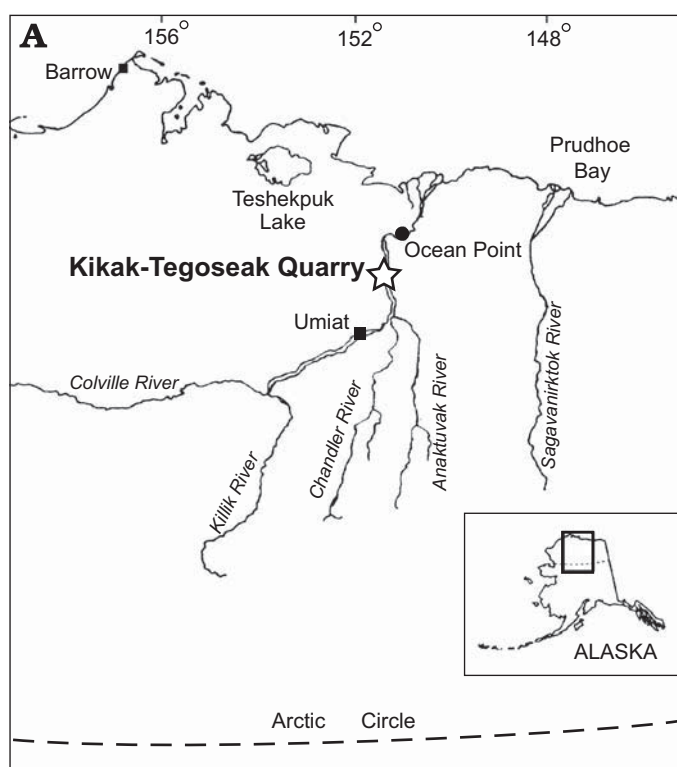 A
156°
152°
148°
Barrow
Prudhoe
Bay
Teshekpuk
Lake
Ocean Point
Kikak-Tegoseak Quarry
Umiat
Colville River
Killik River
Chandler River
Anaktuvak River
Sagavanirktok River
ALASKA
Arctic Circle